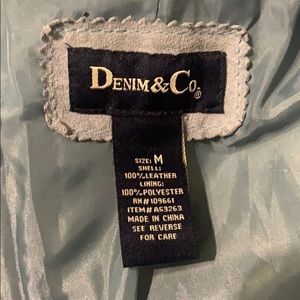 DENIM & CO.®
SIZE: M
SHELL:
100%LEATHER
LINING:
100%POLYESTER
RN#109661
ITEM#A69263
MADE IN CHINA
SEE REVERSE
FOR CARE